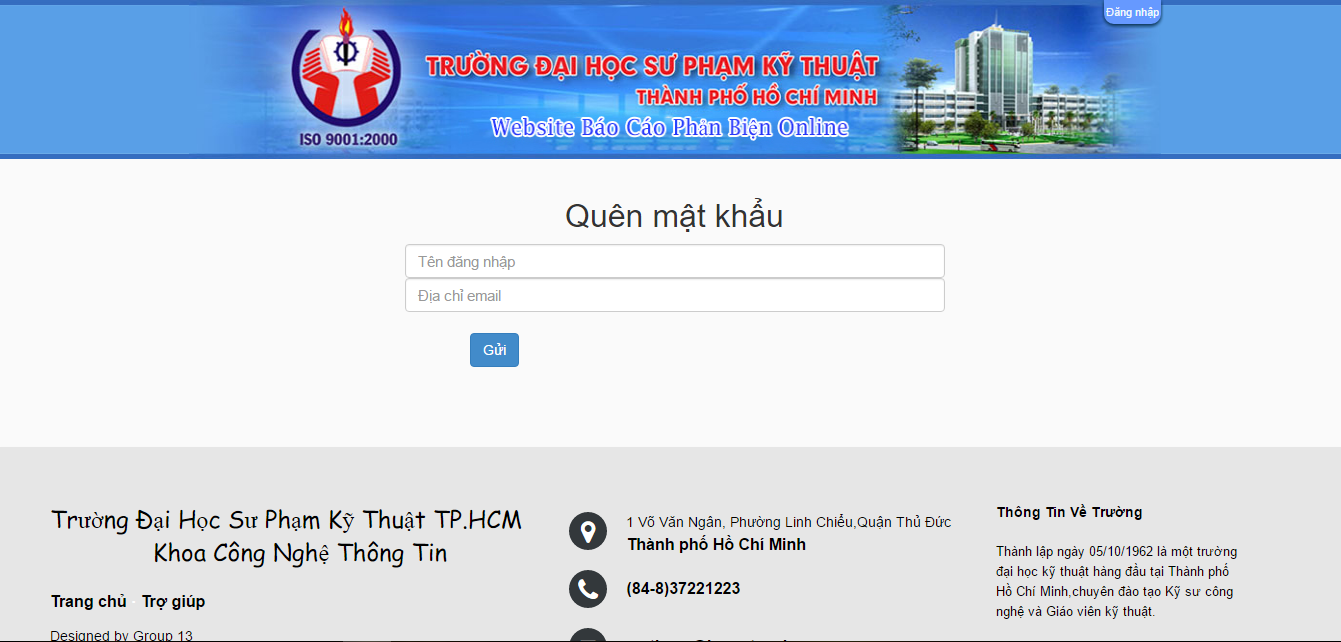 Đăng nhập
TRƯỜNG ĐẠI HỌC SƯ PHẠM KỸ THUẬT
THÀNH PHỐ HỒ CHÍ MINH
Website Báo Cáo Phản Biện Online
ISO 9001:2000
Quên mật khẩu
Tên đăng nhập
Địa chỉ email
Gửi
Trường Đại Học Sư Phạm Kỹ Thuật TP.HCM
Khoa Công Nghệ Thông Tin
Trang chủ · Trợ giúp
Designed by Group 13
1 Võ Văn Ngân, Phường Linh Chiểu,Quận Thủ Đức
Thành phố Hồ Chí Minh
(84-8)37221223
Thông Tin Về Trường
Thành lập ngày 05/10/1962 là một trường
đại học kỹ thuật hàng đầu tại Thành phố
Hồ Chí Minh,chuyên đào tạo Kỹ sư công
nghệ và Giáo viên kỹ thuật.